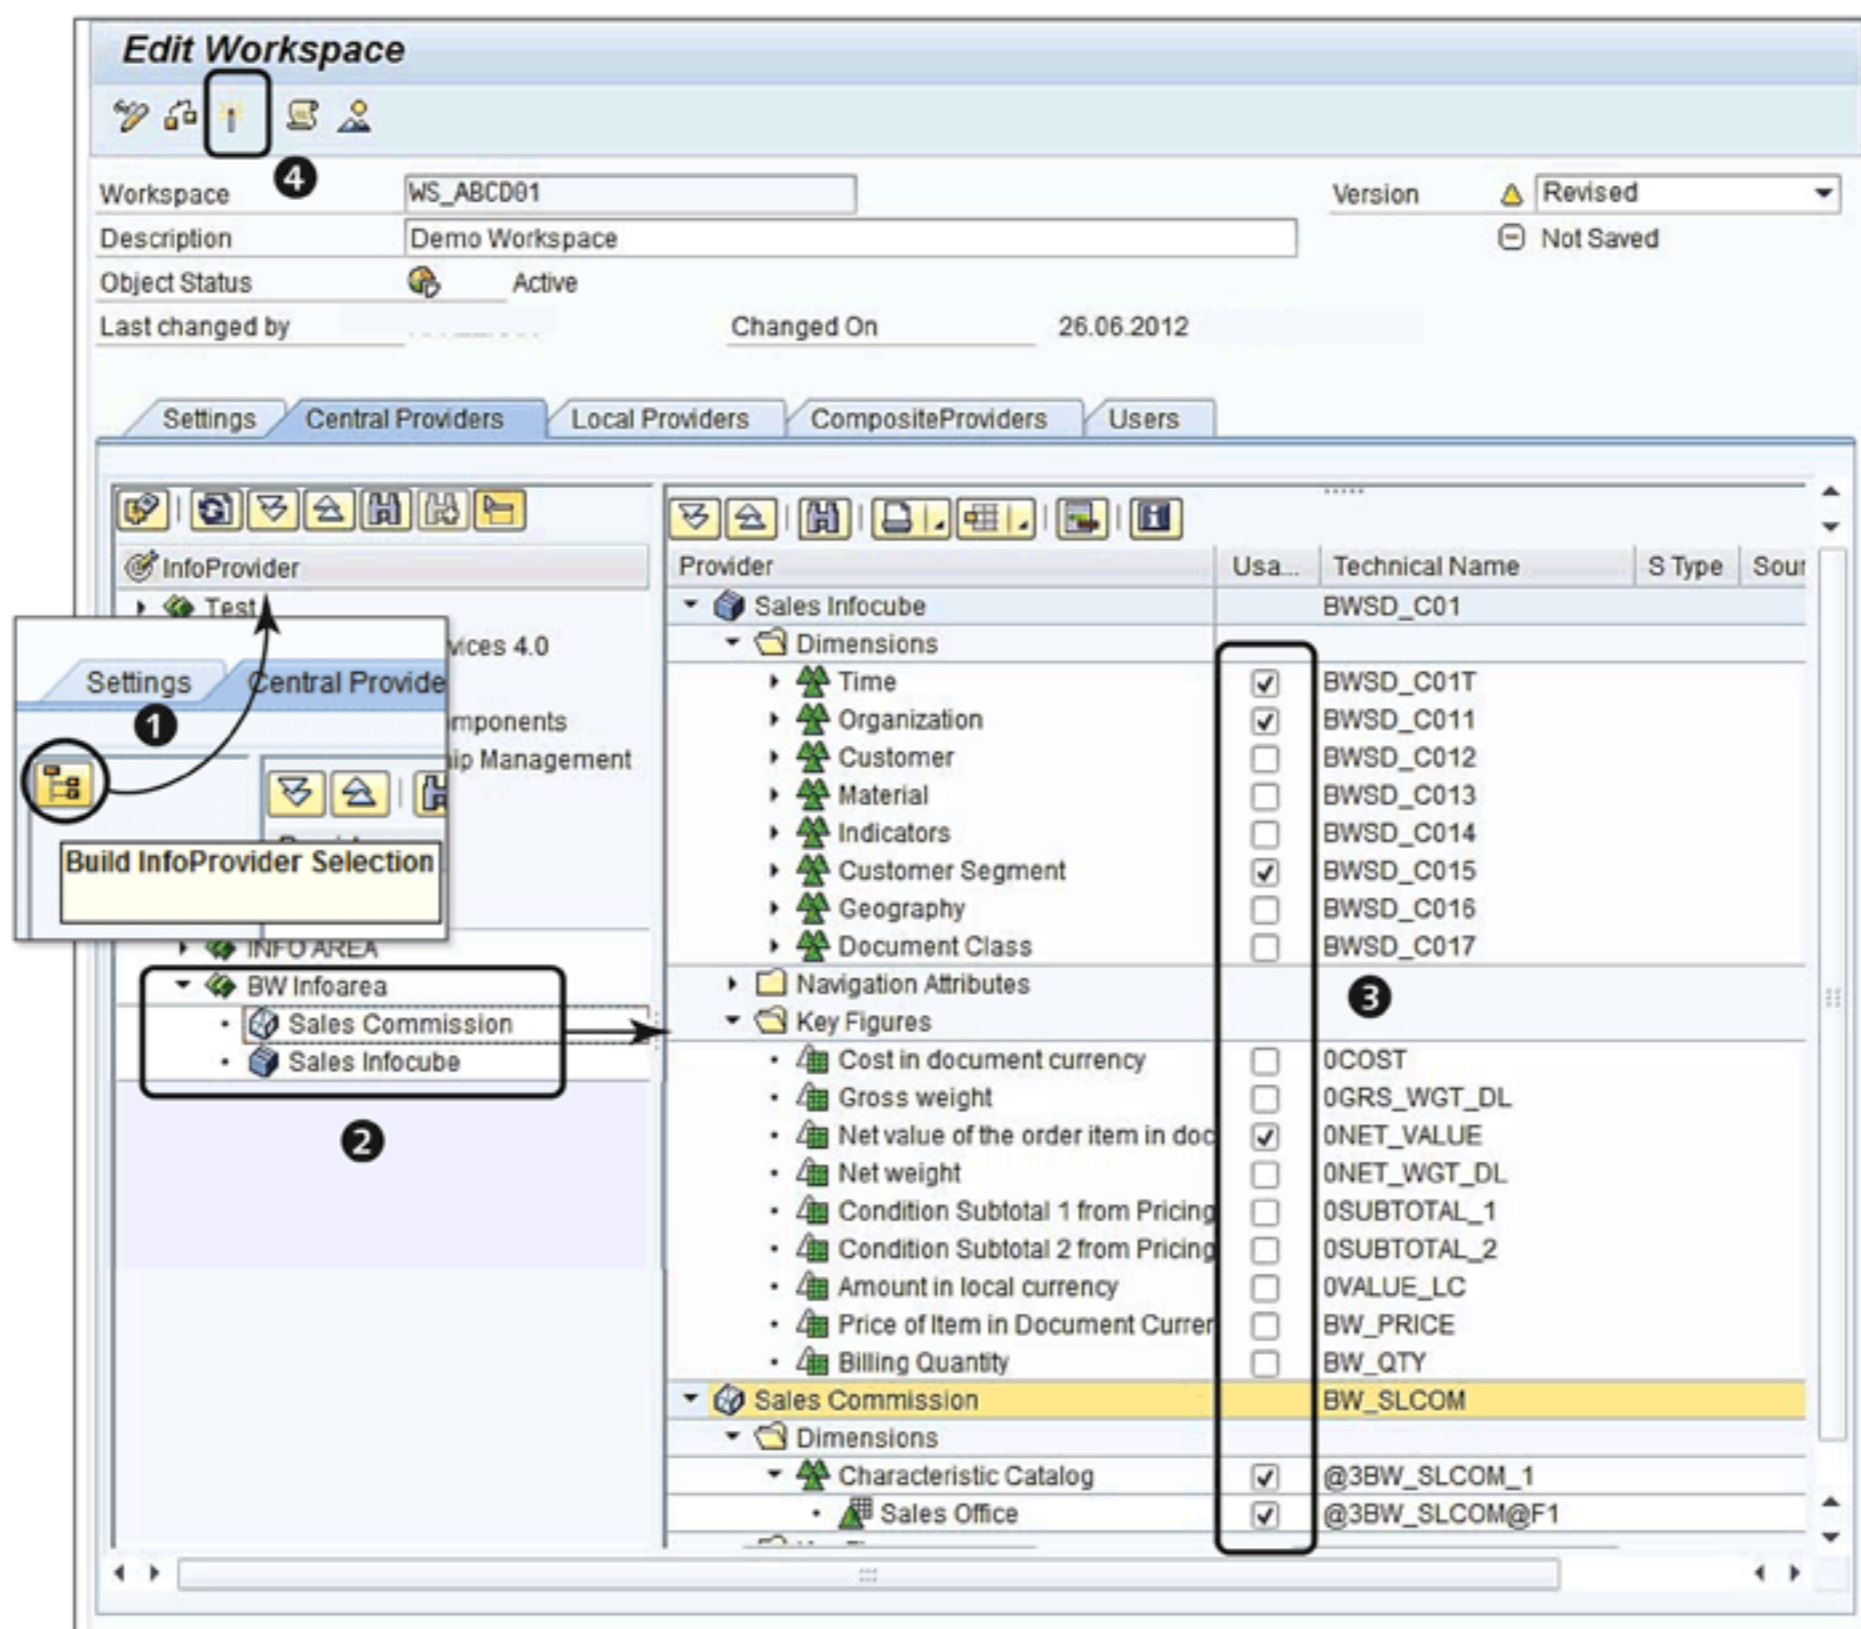 Edit Workspace
4
Workspace WS_ABCD01 Version Revised
Description Demo Workspace Not Saved
Object Status Active
Last changed by Changed On 26.06.2012
Settings Central Providers Local Providers CompositeProviders Users
InfoProvider
Test
vices 4.0
mponents
ip Management
Settings Central Provide
1
Build InfoProvider Selection
INFO AREA
BW Infoarea
Sales Commission
Sales Infocube
2
Provider Usa... Technical Name S Type Sour
Sales Infocube BWSD_C01
Dimensions
Time BWSD_C01T
Organization BWSD_C011
Customer BWSD_C012
Material BWSD_C013
Indicators BWSD_C014
Customer Segment BWSD_C015
Geography BWSD_C016
Document Class BWSD_C017
Navigation Attributes
3
Key Figures
Cost in document currency 0COST
Gross weight 0GRS_WGT_DL
Net value of the order item in doc 0NET_VALUE
Net weight 0NET_WGT_DL
Condition Subtotal 1 from Pricing 0SUBTOTAL_1
Condition Subtotal 2 from Pricing 0SUBTOTAL_2
Amount in local currency 0VALUE_LC
Price of Item in Document Curren BW_PRICE
Billing Quantity BW_QTY
Sales Commission BW_SLCOM
Dimensions
Characteristic Catalog @3BW_SLCOM_1
Sales Office @3BW_SLCOM@F1